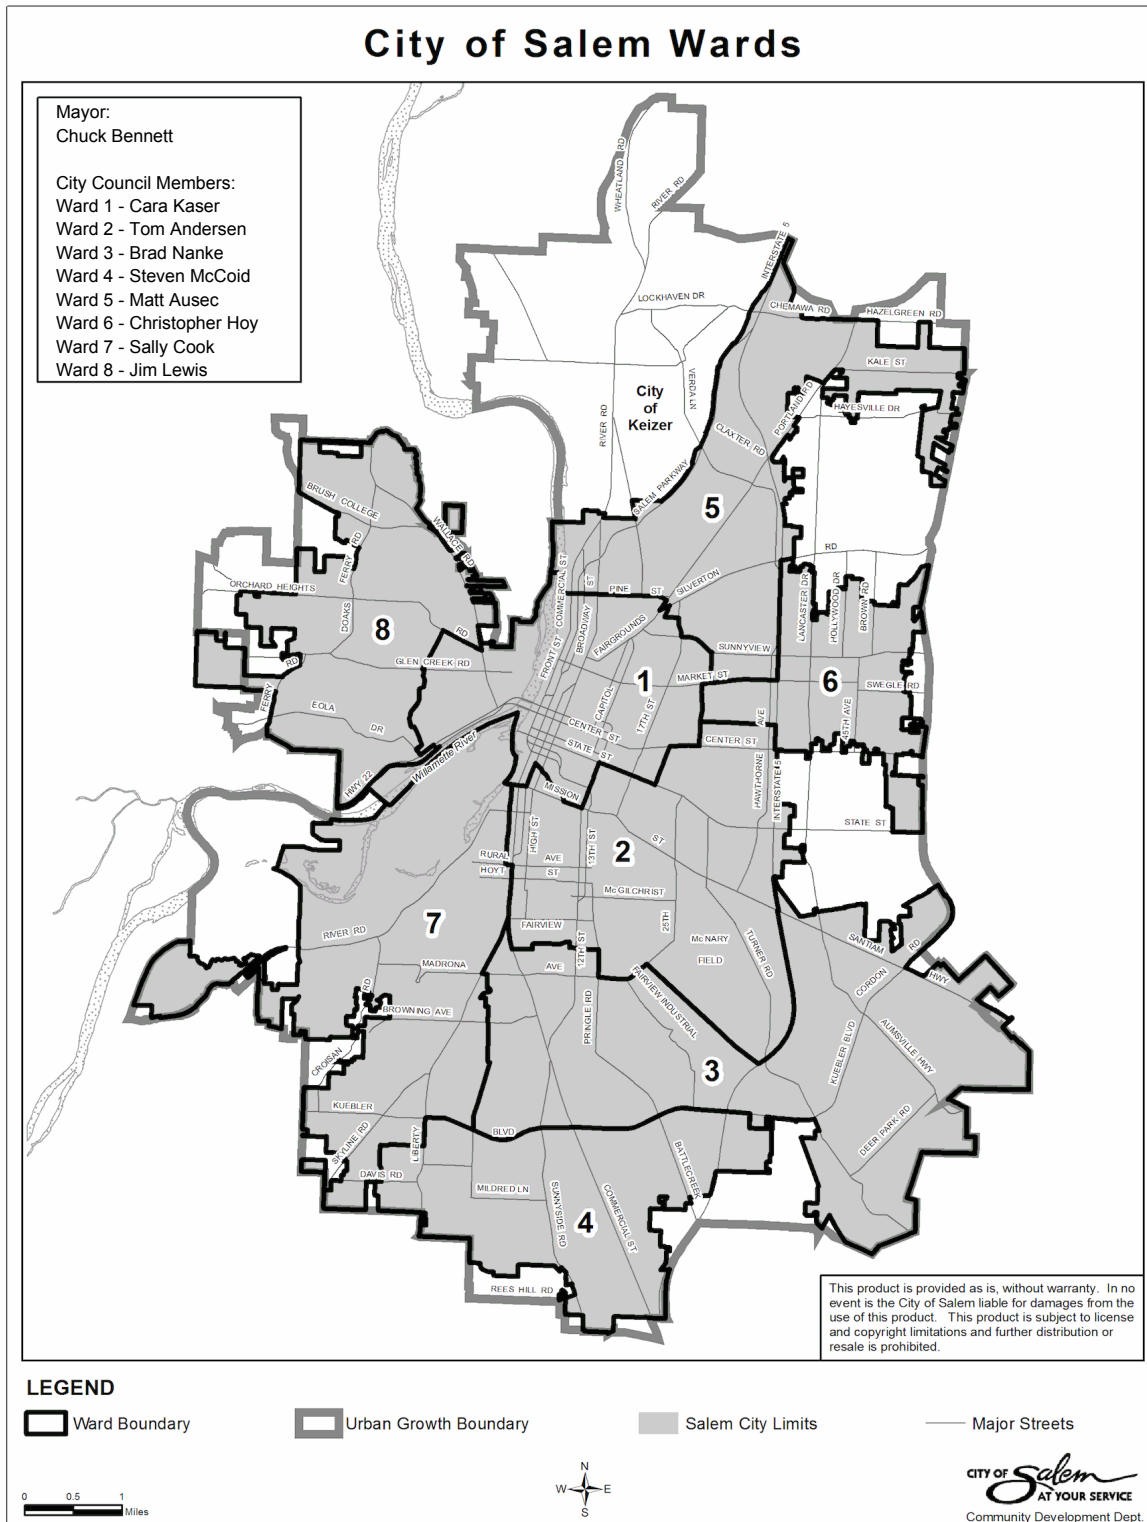 City of Salem Wards
Mayor:
Chuck Bennett
City Council Members:
Ward 1 - Cara Kaser
Ward 2 - Tom Andersen
Ward 3 - Brad Nanke
Ward 4 - Steven McCoid
Ward 5 - Matt Ausec
Ward 6 - Christopher Hoy
Ward 7 - Sally Cook
Ward 8 - Jim Lewis
WHEATLAND RD
RIVER RD
INTERSTATE 5
LOCKHAVEN DR
CHEMAWA RD
HAZELGREEN RD
KALE ST
VERDA LN
City
of
Keizer
RIVER RD
PORTLAND RD
HAYESVILLE DR
CLAXTER RD
SALEM PARKWAY
5
BRUSH COLLEGE
WALLACE RD
RD
RD
FERRY
ORCHARD HEIGHTS
DOAKS
8
RD
COMMERCIAL ST
ST
PINE ST
SILVERTON
LANCASTER DR
HOLLYWOOD DR
BROWN RD
BROADWAY
FAIRGROUNDS
FRONT ST
SUNNYVIEW
GLEN CREEK RD
RD
FERRY
1
MARKET ST
6
SWEGLE RD
CAPITOL
17TH ST
45TH AVE
EOLA
DR
CENTER ST
STATE ST
CENTER ST
AVE
HAWTHORNE
INTERSTATE 5
HWY 22
Willamette River
MISSION
ST
STATE ST
HIGH ST
13TH ST
2
RURAL AVE
HOYT ST
McGILCHRIST
25TH
7
FAIRVIEW
RIVER RD
12TH ST
McNARY
FIELD
TURNER RD
SANTIAM
HWY
RD
CORDON
MADRONA AVE
RD
BROWNING AVE
CROISAN
PRINGLE RD
FAIRVIEW INDUSTRIAL
3
KUEBLER BLVD
AUMSVILLE HWY
DEER PARK RD
KUEBLER
BLVD
SKYLINE RD
LIBERTY
DAVIS RD
MILDRED LN
SUNNYSIDE RD
COMMERCIAL ST
BATTLECREEK
4
REES HILL RD
This product is provided as is, without warranty. In no
event is the City of Salem liable for damages from the
use of this product. This product is subject to license
and copyright limitations and further distribution or
resale is prohibited.
LEGEND
Ward Boundary
Urban Growth Boundary
Salem City Limits
Major Streets
0 0.5 1
Miles
N
W E
S
CITY OF Salem
AT YOUR SERVICE
Community Development Dept.